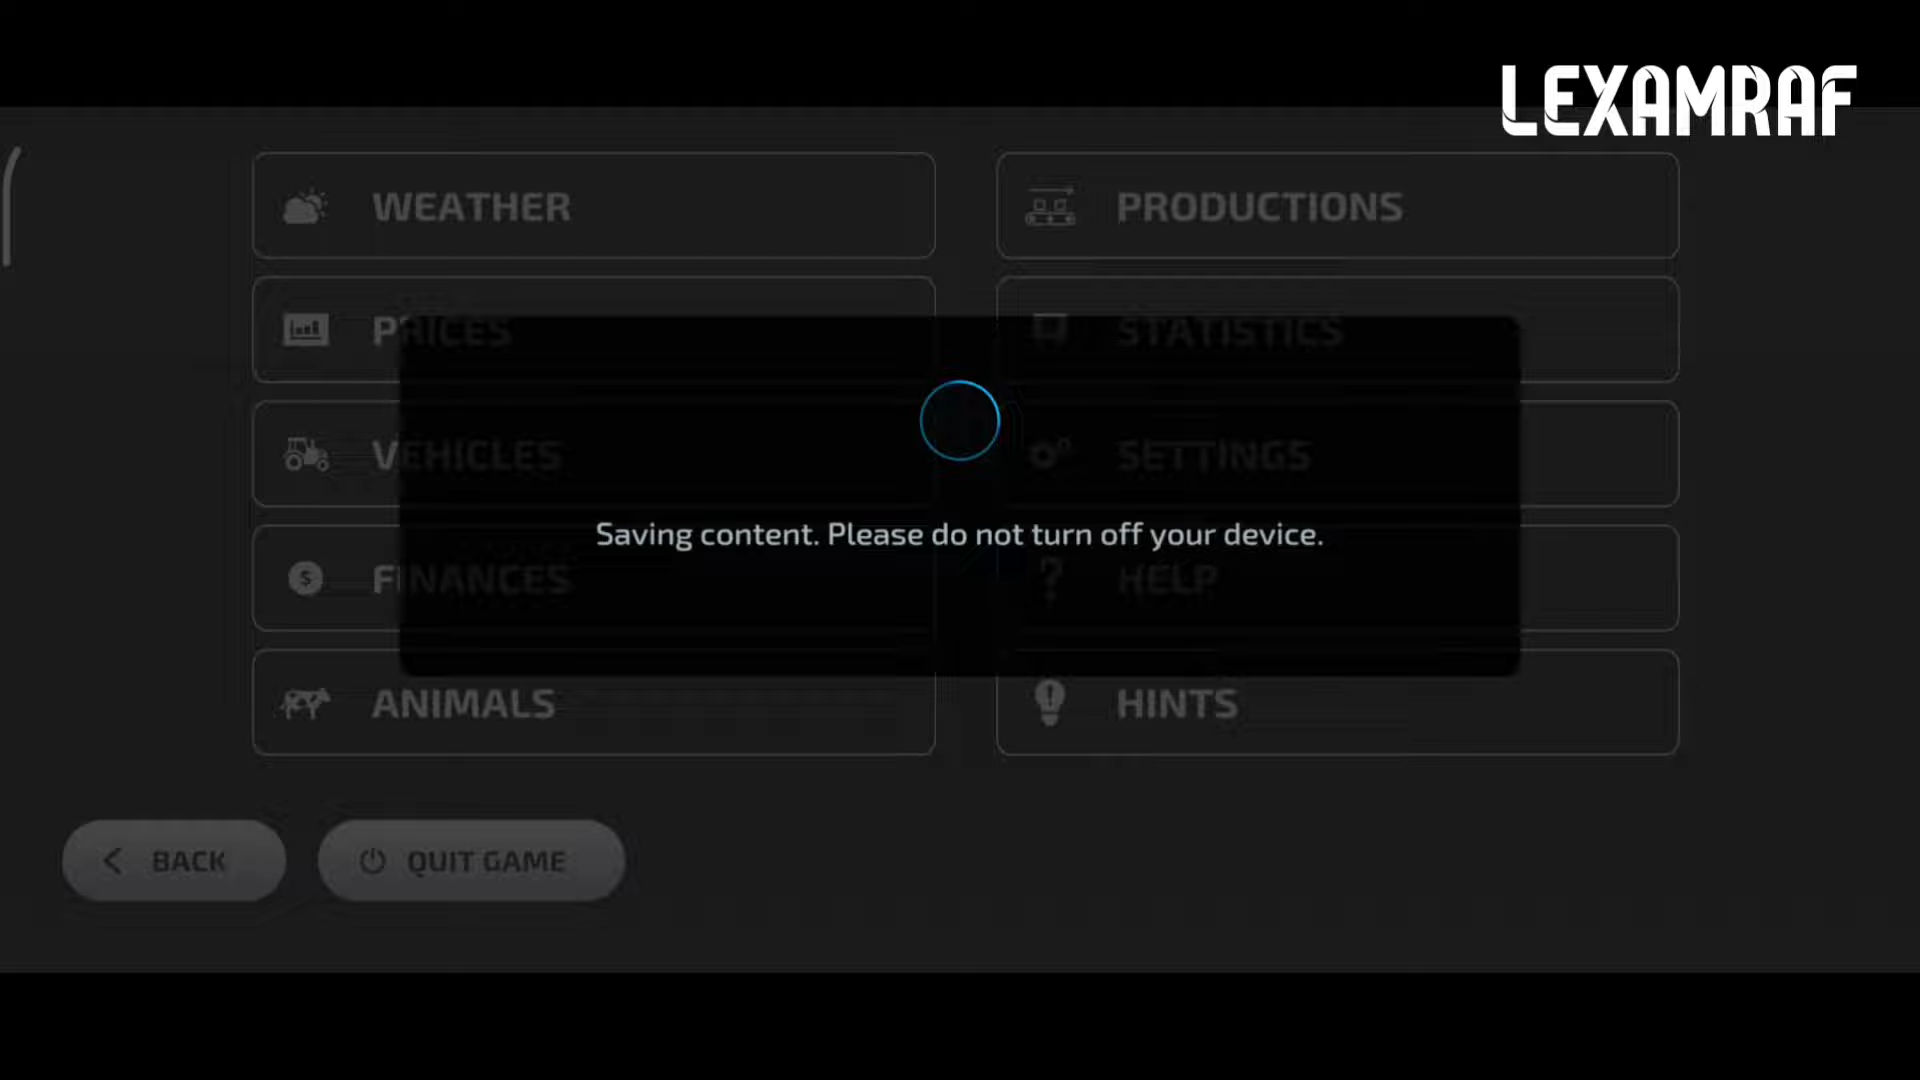 LEXAMRAF
WEATHER
PRODUCTIONS
PRICES
STATISTICS
VEHICLES
SETTINGS
Saving content. Please do not turn off your device.
FINANCES
HELP
ANIMALS
HINTS
BACK
QUIT GAME